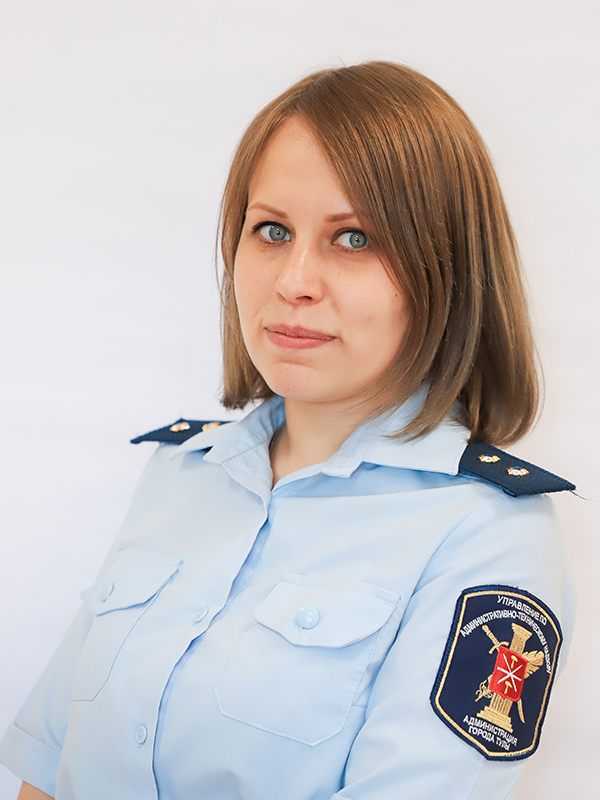 УПРАВЛЕНИЕ ПО
АДМИНИСТРАТИВНО-ТЕХНИЧЕСКОМУ НАДЗОРУ
АДМИНИСТРАЦИЯ
ГОРОДА ТУЛЫ